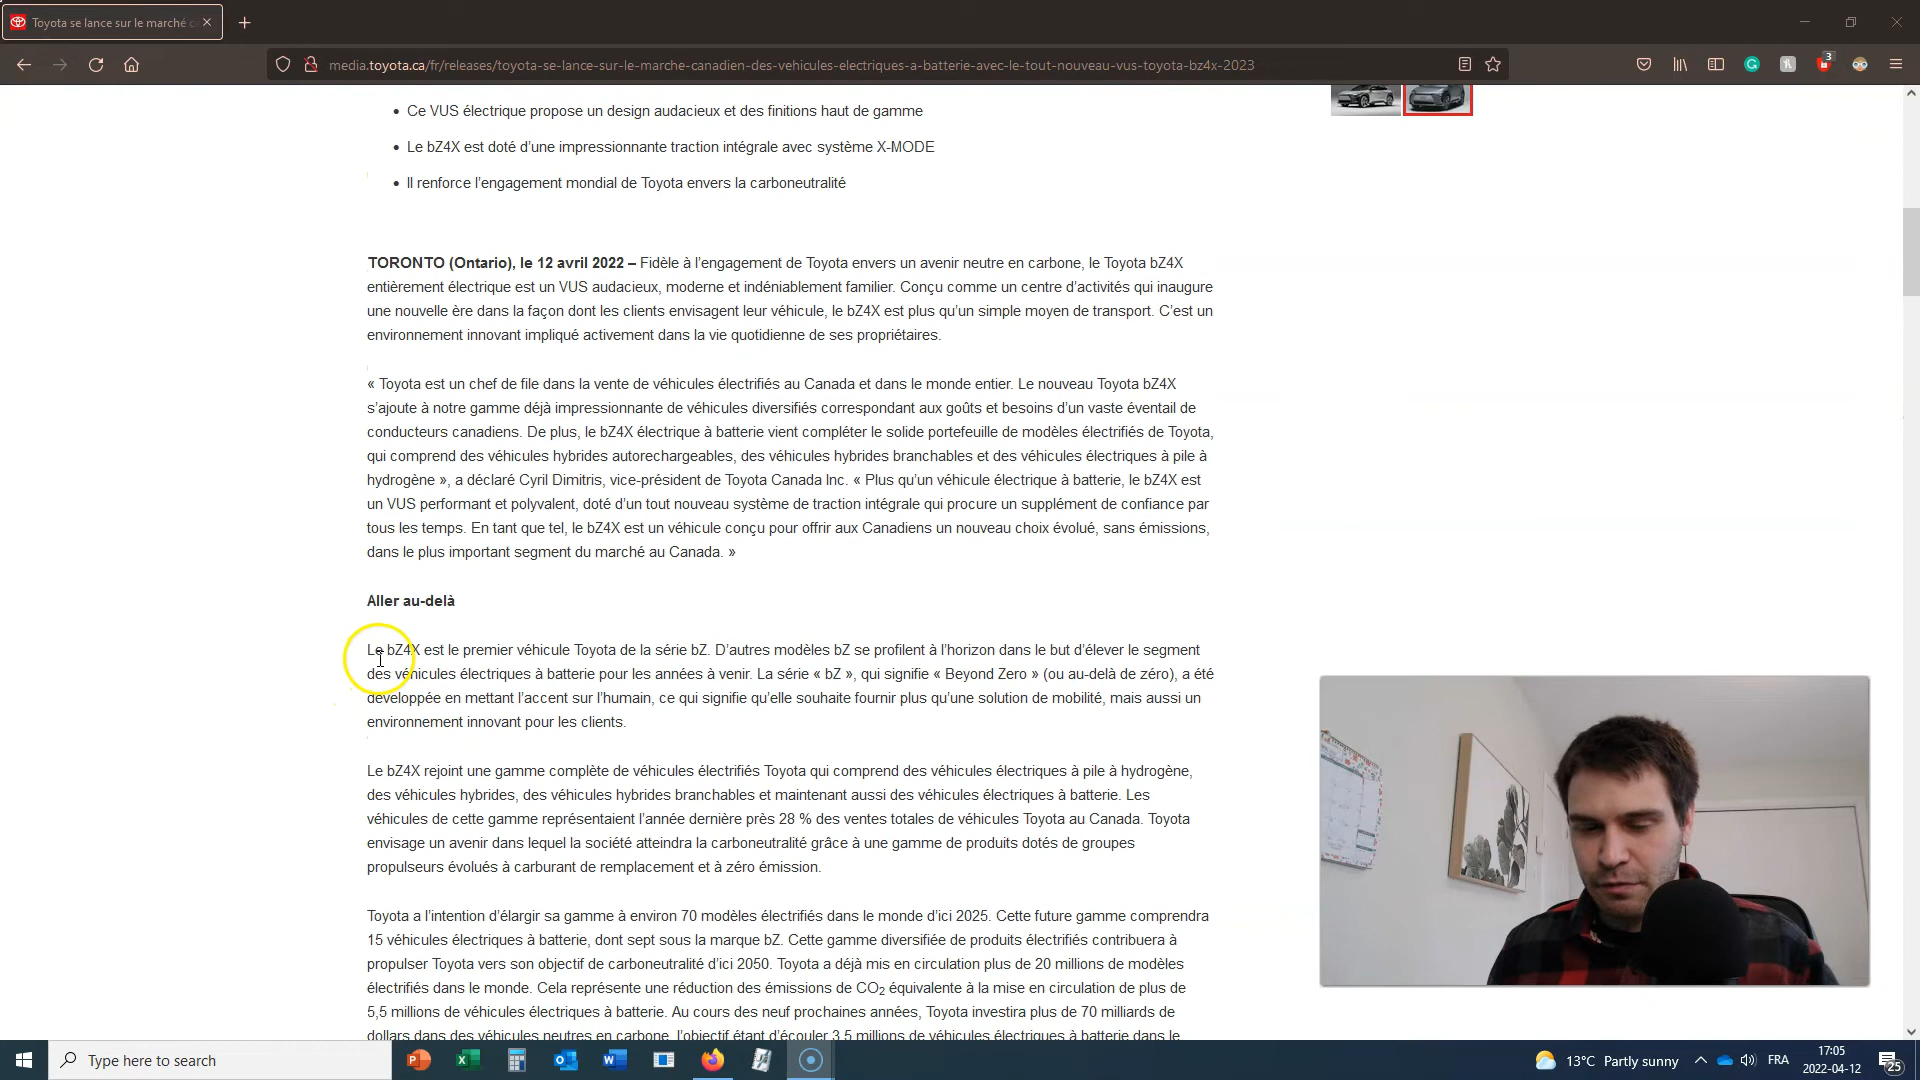 Toyota se lance sur le marché c
media.toyota.ca/fr/releases/toyota-se-lance-sur-le-marche-canadien-des-vehicules-electriques-a-batterie-avec-le-tout-nouveau-vus-toyota-bz4x-2023
3
• Ce VUS électrique propose un design audacieux et des finitions haut de gamme
• Le bZ4X est doté d’une impressionnante traction intégrale avec système X-MODE
• Il renforce l’engagement mondial de Toyota envers la carboneutralité
TORONTO (Ontario), le 12 avril 2022 – Fidèle à l’engagement de Toyota envers un avenir neutre en carbone, le Toyota bZ4X
entièrement électrique est un VUS audacieux, moderne et indéniablement familier. Conçu comme un centre d’activités qui inaugure
une nouvelle ère dans la façon dont les clients envisagent leur véhicule, le bZ4X est plus qu’un simple moyen de transport. C’est un
environnement innovant impliqué activement dans la vie quotidienne de ses propriétaires.
« Toyota est un chef de file dans la vente de véhicules électrifiés au Canada et dans le monde entier. Le nouveau Toyota bZ4X
s’ajoute à notre gamme déjà impressionnante de véhicules diversifiés correspondant aux goûts et besoins d’un vaste éventail de
conducteurs canadiens. De plus, le bZ4X électrique à batterie vient compléter le solide portefeuille de modèles électrifiés de Toyota,
qui comprend des véhicules hybrides autorechargeables, des véhicules hybrides branchables et des véhicules électriques à pile à
hydrogène », a déclaré Cyril Dimitris, vice-président de Toyota Canada Inc. « Plus qu’un véhicule électrique à batterie, le bZ4X est
un VUS performant et polyvalent, doté d’un tout nouveau système de traction intégrale qui procure un supplément de confiance par
tous les temps. En tant que tel, le bZ4X est un véhicule conçu pour offrir aux Canadiens un nouveau choix évolué, sans émissions,
dans le plus important segment du marché au Canada. »
Aller au-delà
Le bZ4X est le premier véhicule Toyota de la série bZ. D’autres modèles bZ se profilent à l’horizon dans le but d’élever le segment
des véhicules électriques à batterie pour les années à venir. La série « bZ », qui signifie « Beyond Zero » (ou au-delà de zéro), a été
développée en mettant l’accent sur l’humain, ce qui signifie qu’elle souhaite fournir plus qu’une solution de mobilité, mais aussi un
environnement innovant pour les clients.
Le bZ4X rejoint une gamme complète de véhicules électrifiés Toyota qui comprend des véhicules électriques à pile à hydrogène,
des véhicules hybrides, des véhicules hybrides branchables et maintenant aussi des véhicules électriques à batterie. Les
véhicules de cette gamme représentaient l’année dernière près 28 % des ventes totales de véhicules Toyota au Canada. Toyota
envisage un avenir dans lequel la société atteindra la carboneutralité grâce à une gamme de produits dotés de groupes
propulseurs évolués à carburant de remplacement et à zéro émission.
Toyota a l’intention d’élargir sa gamme à environ 70 modèles électrifiés dans le monde d’ici 2025. Cette future gamme comprendra
15 véhicules électriques à batterie, dont sept sous la marque bZ. Cette gamme diversifiée de produits électrifiés contribuera à
propulser Toyota vers son objectif de carboneutralité d’ici 2050. Toyota a déjà mis en circulation plus de 20 millions de modèles
électrifiés dans le monde. Cela représente une réduction des émissions de CO₂ équivalente à la mise en circulation de plus de
5,5 millions de véhicules électriques à batterie. Au cours des neuf prochaines années, Toyota investira plus de 70 milliards de
dollars dans des véhicules neutres en carbone, l’objectif étant d’écouler 3,5 millions de véhicules électriques à batterie dans le
Type here to search
13°C Partly sunny
FRA
17:05
2022-04-12
25